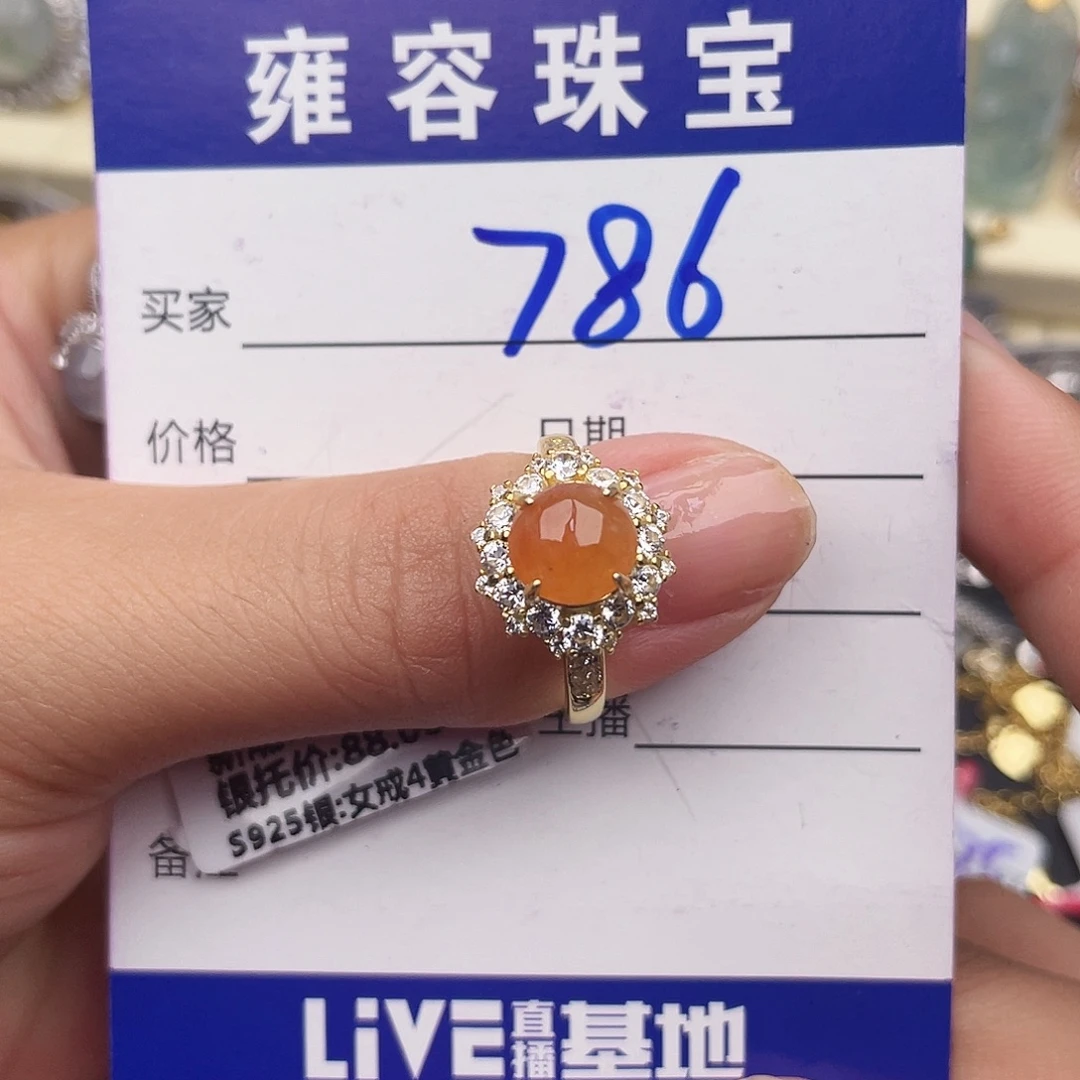 雍容珠宝
买家 786
价格 日期
主播
银托价:88.0
S925银:女戒4黄金色
备注
LiVE直播基地